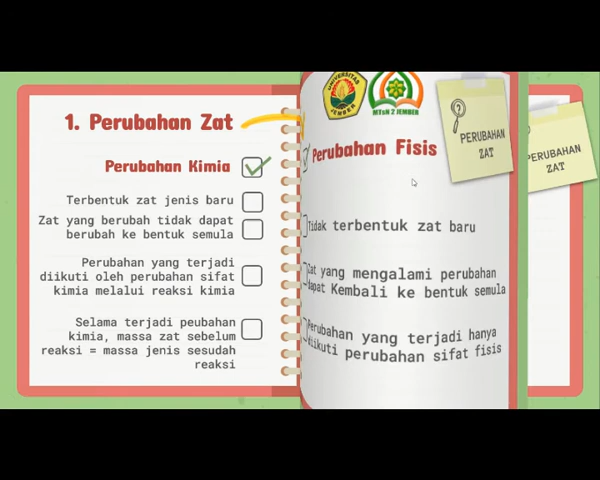 1. Perubahan Zat
Perubahan Kimia
Terbentuk zat jenis baru
Zat yang berubah tidak dapat
berubah ke bentuk semula
Perubahan yang terjadi
diikuti oleh perubahan sifat
kimia melalui reaksi kimia
Selama terjadi peubahan
kimia, massa zat sebelum
reaksi = massa jenis sesudah
reaksi
UNIVERSITAS
JEMBER
MTsN 2 JEMBER
Perubahan Fisis
Tidak terbentuk zat baru
Zat yang mengalami perubahan
dapat Kembali ke bentuk semula
Perubahan yang terjadi hanya
diikuti perubahan sifat fisis
PERUBAHAN
ZAT
PERUBAHAN
ZAT